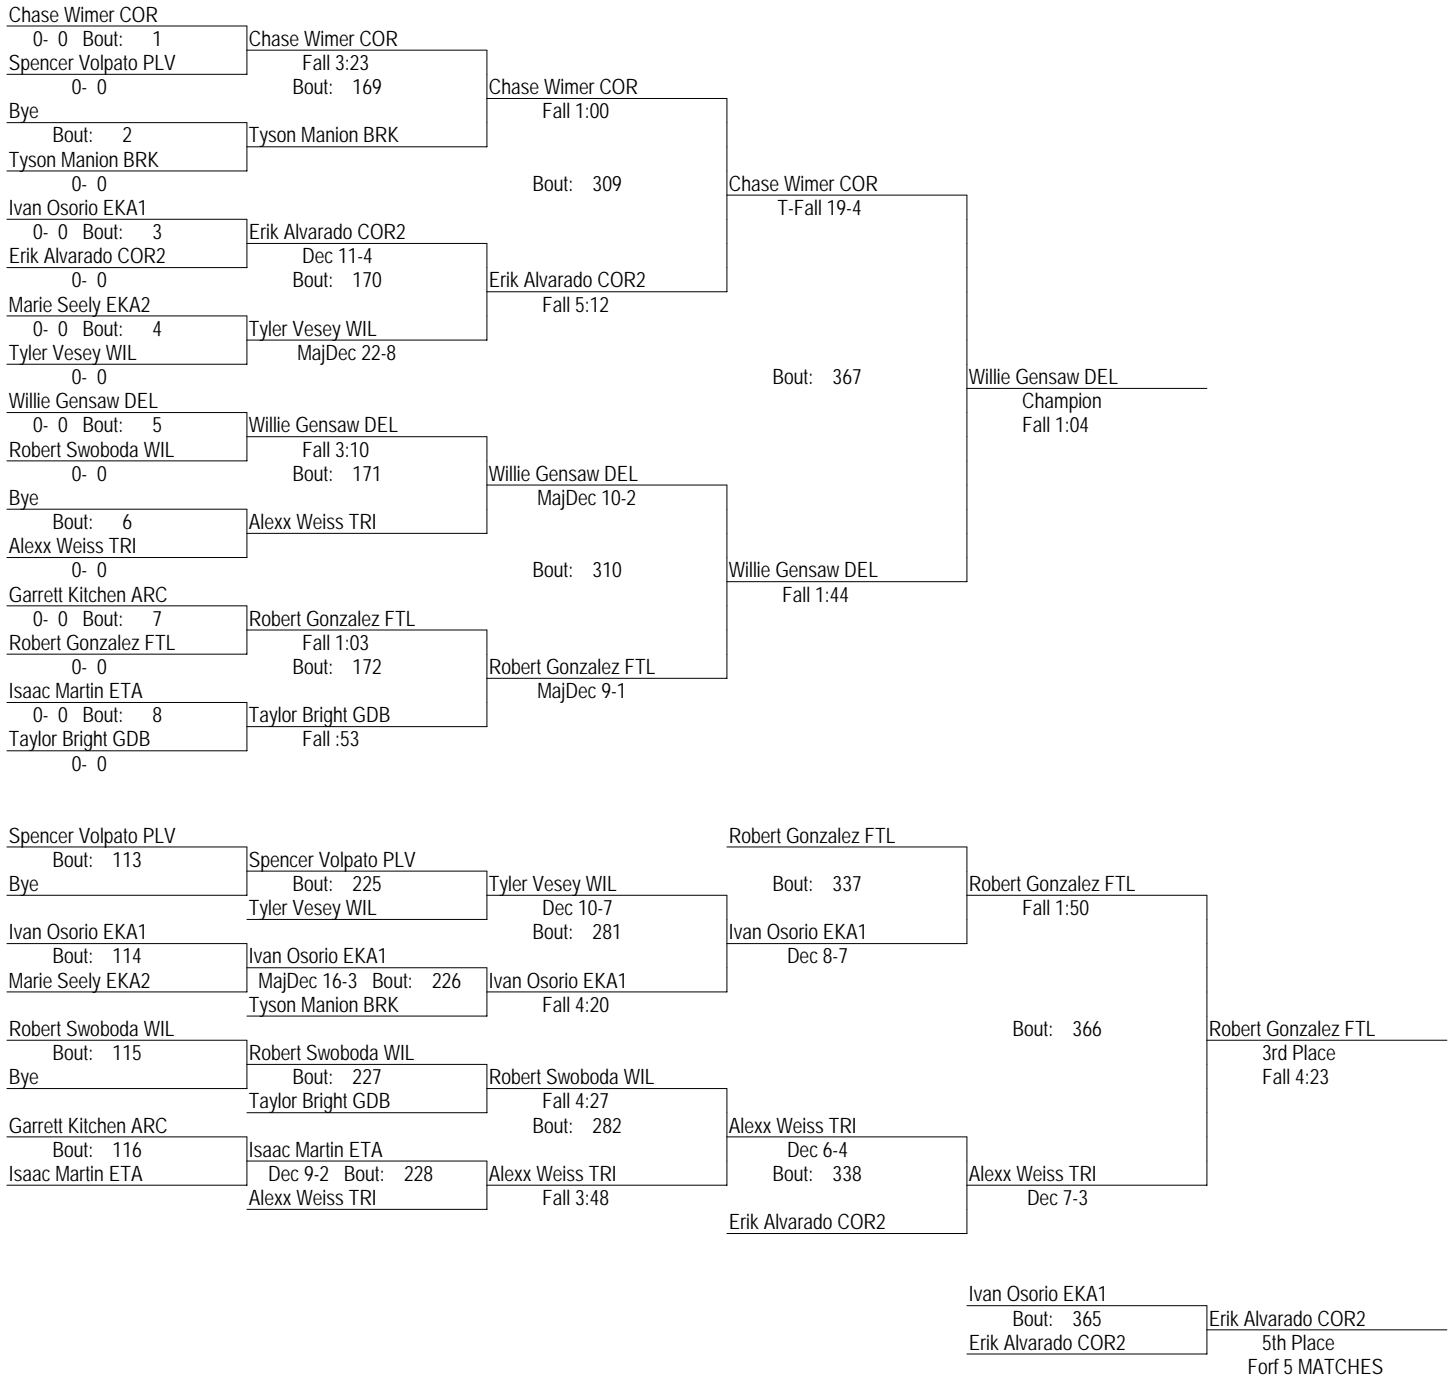 Chase Wimer COR
0- 0 Bout: 1
Chase Wimer COR
Spencer Volpato PLV
Fall 3:23
0- 0
Bout: 169
Chase Wimer COR
Bye
Fall 1:00
Bout: 2
Tyson Manion BRK
Tyson Manion BRK
0- 0
Bout: 309
Chase Wimer COR
Ivan Osorio EKA1
T-Fall 19-4
0- 0 Bout: 3
Erik Alvarado COR2
Erik Alvarado COR2
Dec 11-4
0- 0
Bout: 170
Erik Alvarado COR2
Marie Seely EKA2
Fall 5:12
0- 0 Bout: 4
Tyler Vesey WIL
Tyler Vesey WIL
MajDec 22-8
0- 0
Bout: 367
Willie Gensaw DEL
Willie Gensaw DEL
Champion
0- 0 Bout: 5
Willie Gensaw DEL
Fall 1:04
Robert Swoboda WIL
Fall 3:10
0- 0
Bout: 171
Willie Gensaw DEL
Bye
MajDec 10-2
Bout: 6
Alexx Weiss TRI
Alexx Weiss TRI
0- 0
Bout: 310
Willie Gensaw DEL
Garrett Kitchen ARC
Fall 1:44
0- 0 Bout: 7
Robert Gonzalez FTL
Robert Gonzalez FTL
Fall 1:03
0- 0
Bout: 172
Robert Gonzalez FTL
Isaac Martin ETA
MajDec 9-1
0- 0 Bout: 8
Taylor Bright GDB
Taylor Bright GDB
Fall :53
0- 0
Spencer Volpato PLV
Robert Gonzalez FTL
Bout: 113
Spencer Volpato PLV
Bye
Bout: 225
Tyler Vesey WIL
Bout: 337
Robert Gonzalez FTL
Tyler Vesey WIL
Dec 10-7
Fall 1:50
Ivan Osorio EKA1
Bout: 281
Ivan Osorio EKA1
Bout: 114
Ivan Osorio EKA1
Dec 8-7
Marie Seely EKA2
MajDec 16-3 Bout: 226
Ivan Osorio EKA1
Tyson Manion BRK
Fall 4:20
Robert Swoboda WIL
Bout: 366
Robert Gonzalez FTL
Bout: 115
Robert Swoboda WIL
3rd Place
Bye
Bout: 227
Robert Swoboda WIL
Fall 4:23
Taylor Bright GDB
Fall 4:27
Garrett Kitchen ARC
Bout: 282
Alexx Weiss TRI
Bout: 116
Isaac Martin ETA
Dec 6-4
Isaac Martin ETA
Dec 9-2 Bout: 228
Alexx Weiss TRI
Bout: 338
Alexx Weiss TRI
Alexx Weiss TRI
Fall 3:48
Dec 7-3
Erik Alvarado COR2
Ivan Osorio EKA1
Bout: 365
Erik Alvarado COR2
Erik Alvarado COR2
5th Place
Forf 5 MATCHES